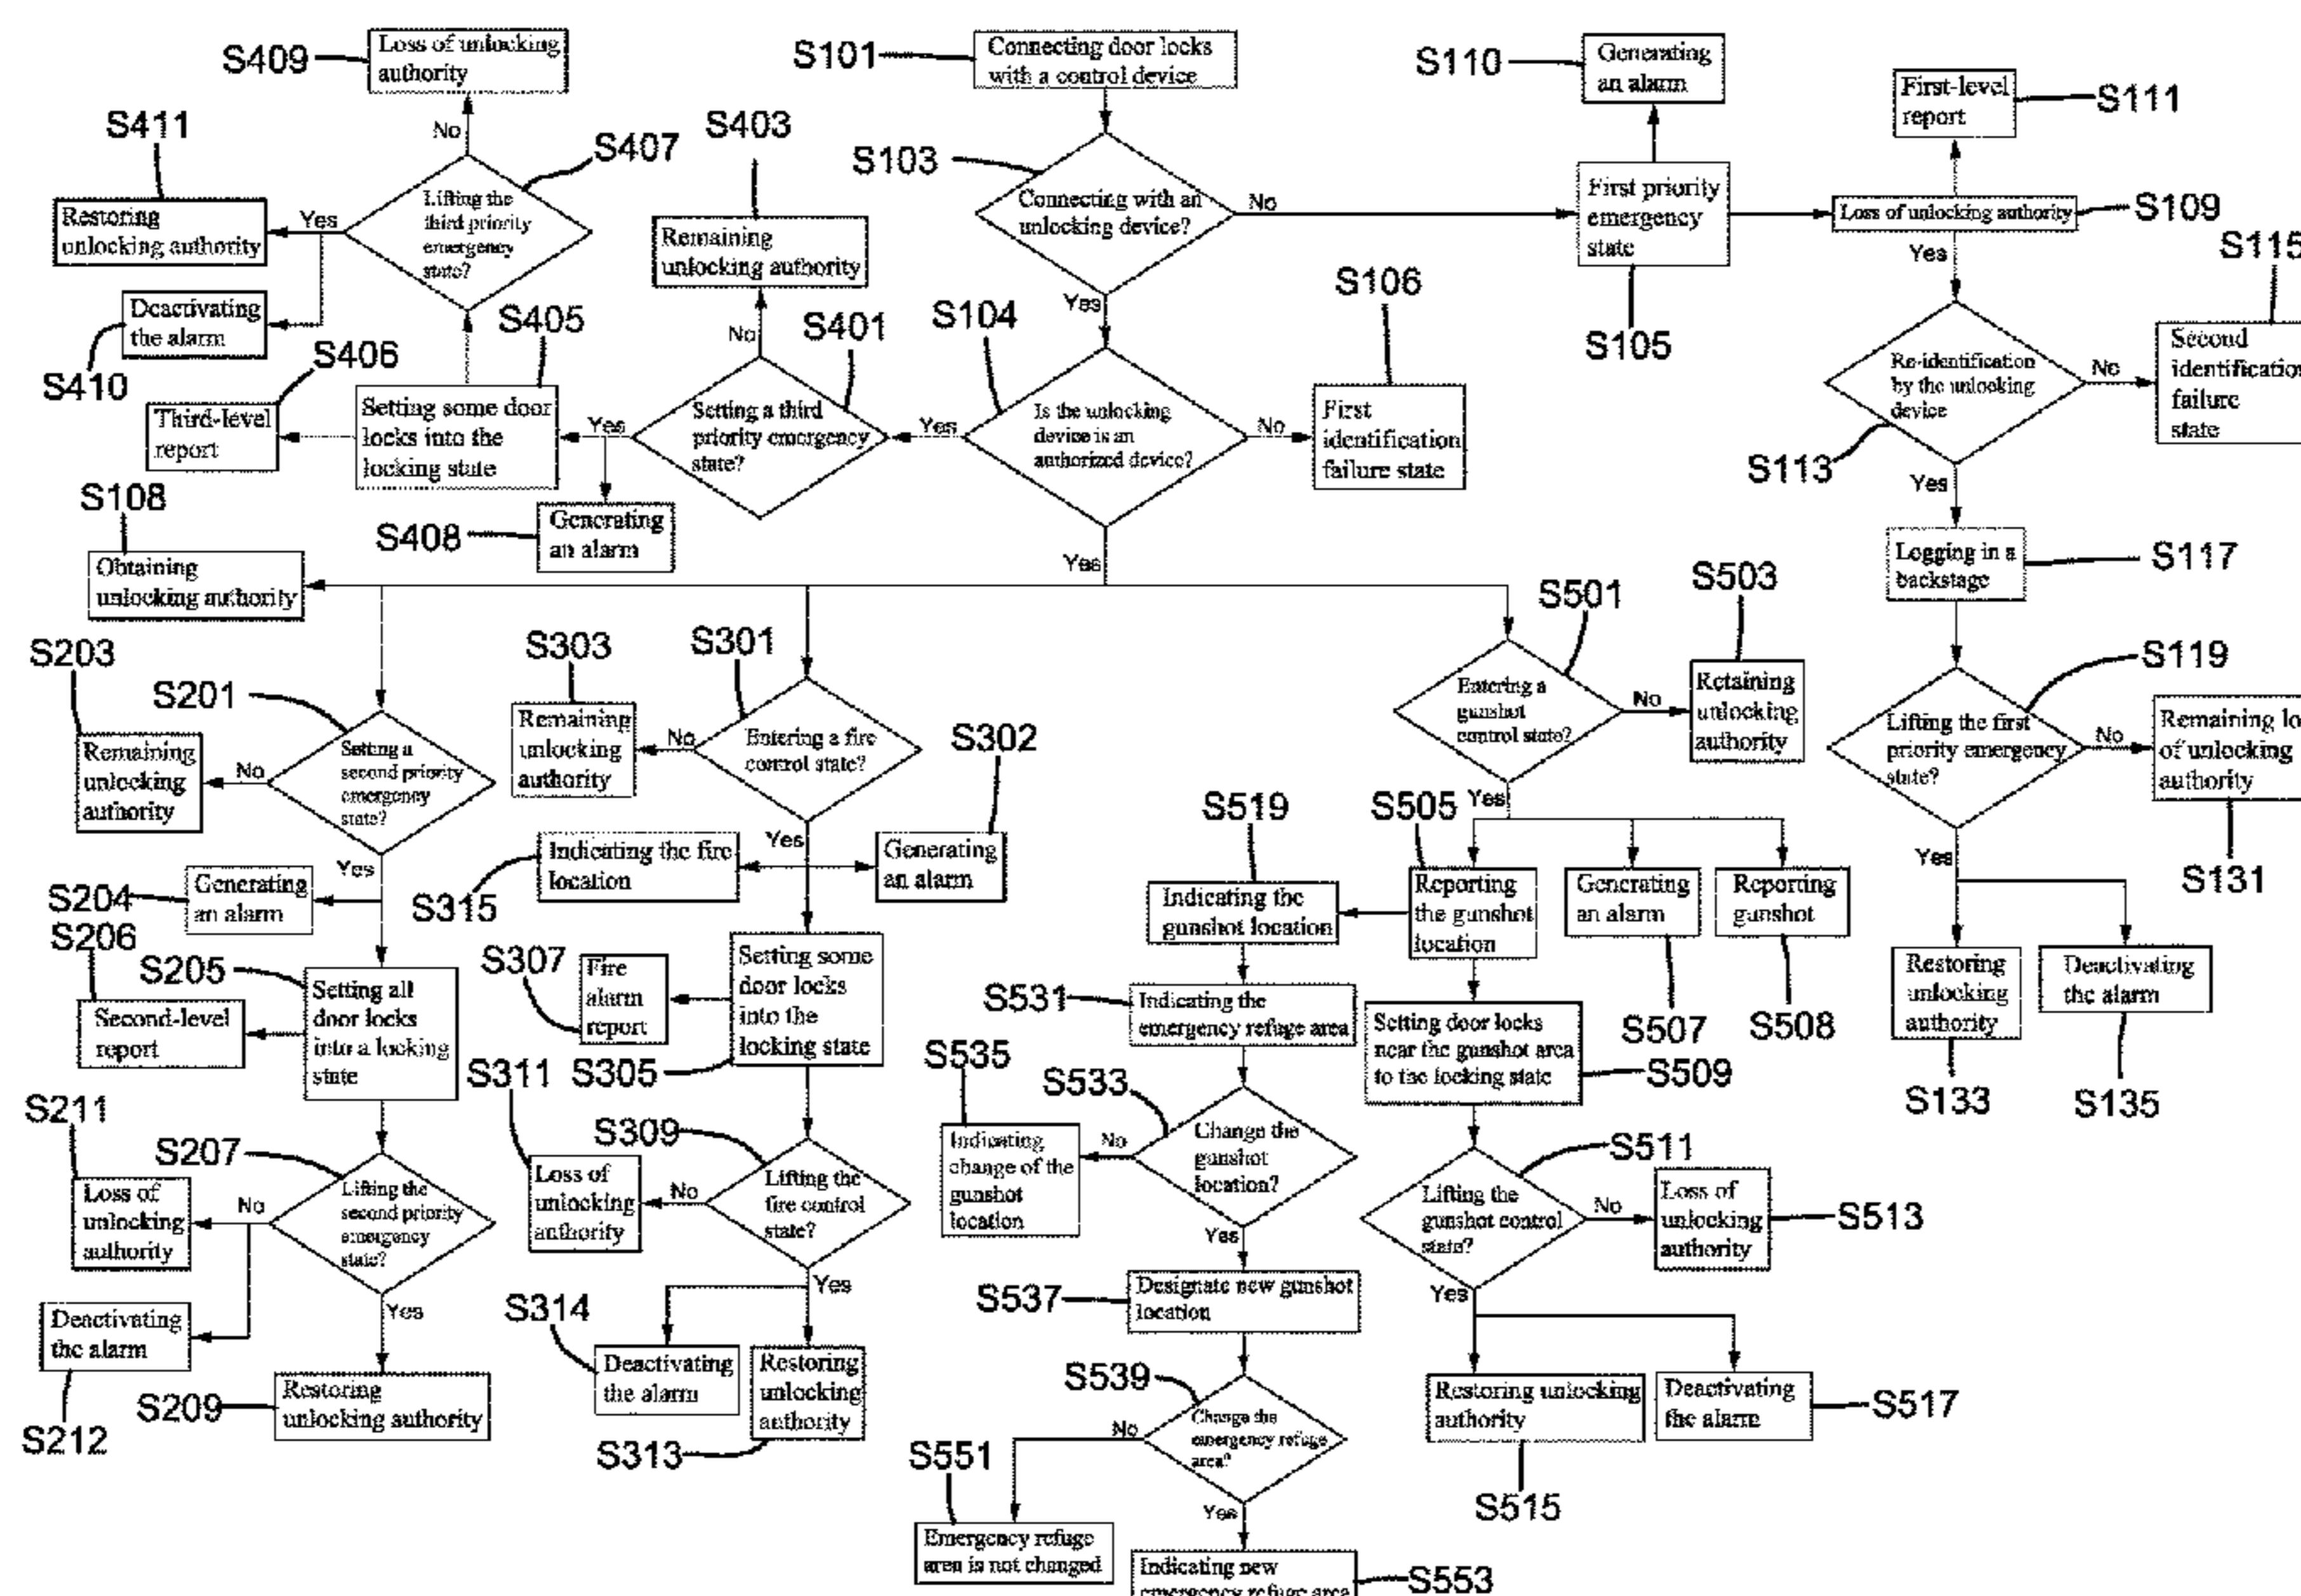 S409
Loss of unlocking
authority
S101
Connecting door locks
with a control device
S110
Generating
an alarm
First-level
report
S111
S411
No
S407
S403
S103
Restoring
unlocking authority
Yes
Lifting the
third priority
emergency
state?
Remaining
unlocking authority
Connecting with an
unlocking device?
No
First priority
emergency
state
Loss of unlocking authority
S109
Yes
S115
Deactivating
the alarm
S410
S406
S405
No
S401
S104
Yes
S106
S105
Third-level
report
Setting some door
locks into the
locking state
Yes
Setting a third
priority emergency
state?
Yes
Is the unlocking
device is an
authorized device?
No
First
identification
failure state
Re-identification
by the unlocking
device
No
Second
identification
failure
state
S113
Yes
S108
S408
Generating
an alarm
Obtaining
unlocking authority
Yes
Logging in a
backstage
S117
S503
S501
S203
S201
S303
S301
S302
S119
Remaining
unlocking
authority
No
Setting a
second priority
emergency
state?
Remaining
unlocking
authority
No
Entering a fire
control state?
Entering a
gunshot
control state?
No
Retaining
unlocking
authority
Lifting the first
priority emergency
state?
No
Remaining
of unlocking
authority
S131
Yes
Yes
S519
S505
Yes
Yes
S204
Generating
an alarm
S315
Indicating the fire
location
Generating
an alarm
Indicating the
gunshot location
Reporting
the gunshot
location
Generating
an alarm
Reporting
gunshot
S507
S508
Restoring
unlocking
authority
Deactivating
the alarm
S133
S135
S206
S205
Second-level
report
Setting all
door locks
into a locking
state
S307
Fire
alarm
report
Setting some
door locks
into the
locking state
S305
S531
Indicating the
emergency refuge area
Setting door locks
near the gunshot area
to the locking state
S509
S211
S207
S311
S309
S535
S533
S511
Loss of
unlocking
authority
No
Lifting the
second priority
emergency
state?
Loss of
unlocking
authority
No
Lifting the
fire control
state?
Indicating
change of the
gunshot
location
No
Change the
gunshot
location?
Lifting the
gunshot control
state?
No
Loss of
unlocking
authority
S513
Yes
Yes
Yes
Yes
Deactivating
the alarm
S212
S209
Restoring
unlocking authority
S314
Deactivating
the alarm
Restoring
unlocking
authority
S313
S537
Designate new gunshot
location
S539
No
Change the
emergency refuge
area?
Yes
Restoring unlocking
authority
S515
Deactivating
the alarm
S517
S551
Emergency refuge
area is not changed
Indicating new
emergency refuge area
S553